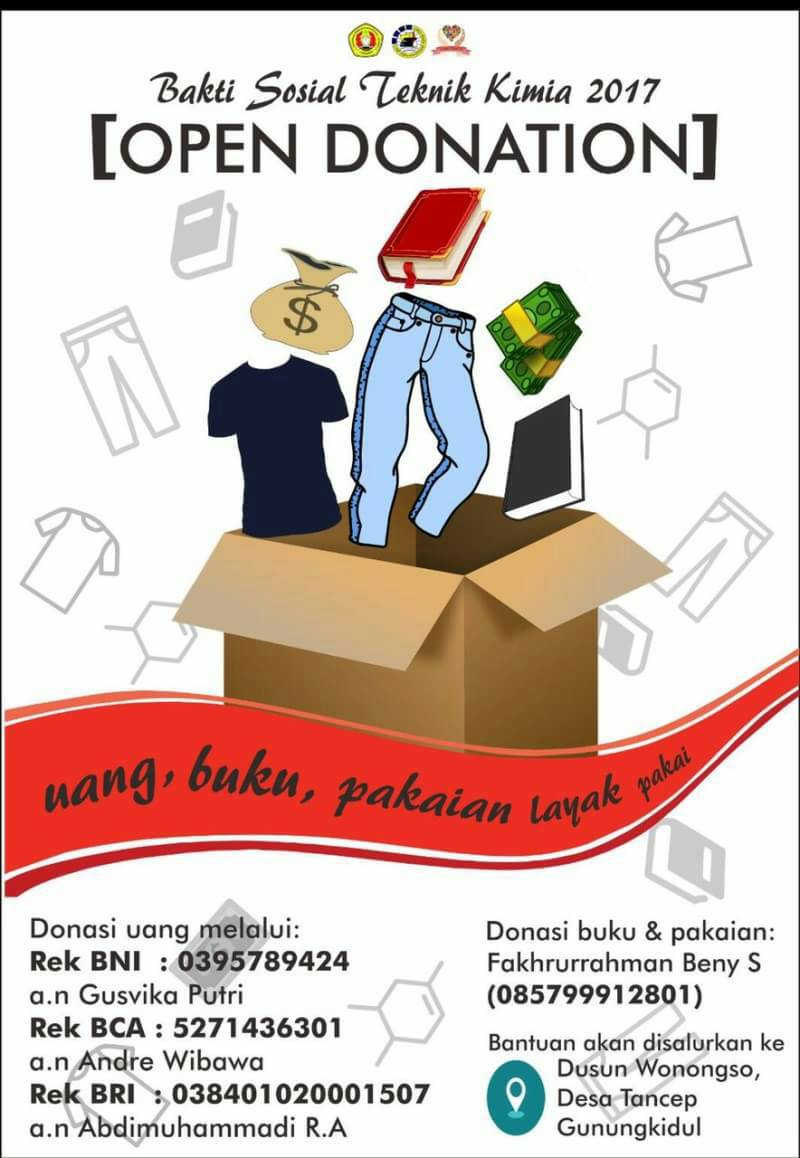 Bakti Sosial Teknik Kimia 2017
[OPEN DONATION]
$
uang, buku, pakaian layak pakai
Donasi uang melalui:
Rek BNI : 0395789424
a.n Gusvika Putri
Rek BCA : 5271436301
a.n Andre Wibawa
Rek BRI : 038401020001507
a.n Abdimuhammadi R.A
Donasi buku & pakaian:
Fakhrurrahman Beny S
(085799912801)
Bantuan akan disalurkan ke
Dusun Wonongso,
Desa Tancep
Gunungkidul